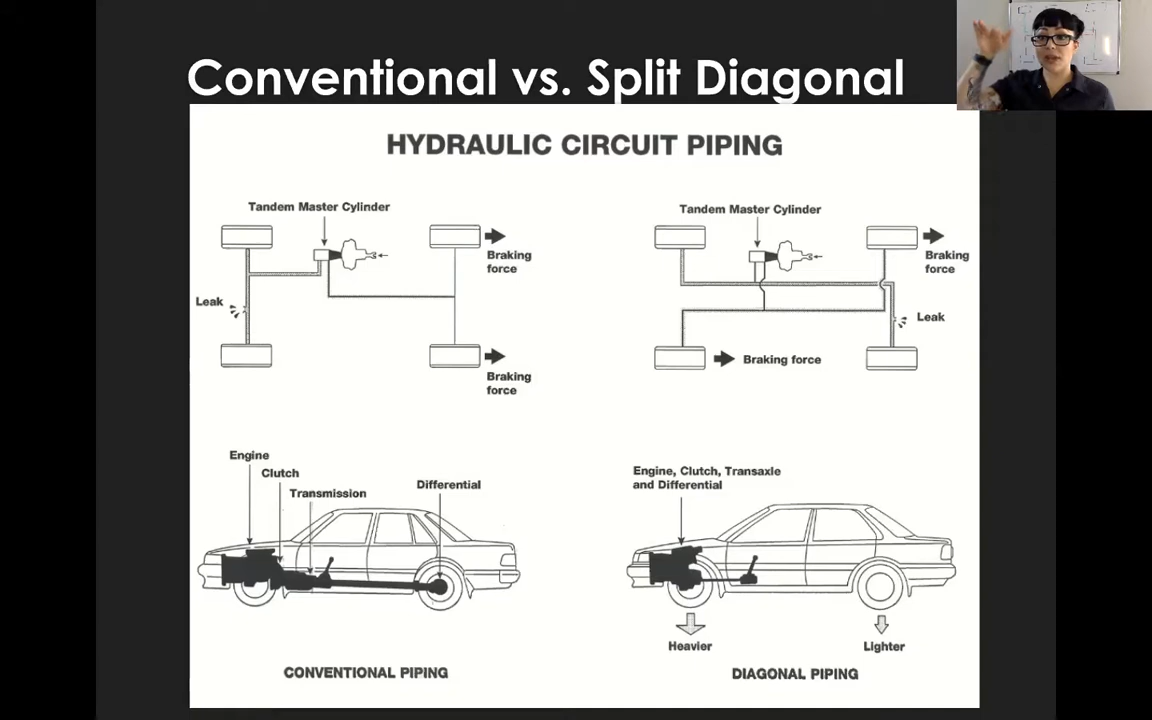 Conventional vs. Split Diagonal
HYDRAULIC CIRCUIT PIPING
Tandem Master Cylinder
Braking
force
Leak
Braking
force
Tandem Master Cylinder
Braking
force
Leak
Braking force
Engine
Clutch
Transmission
Differential
CONVENTIONAL PIPING
Engine, Clutch, Transaxle
and Differential
Heavier
Lighter
DIAGONAL PIPING